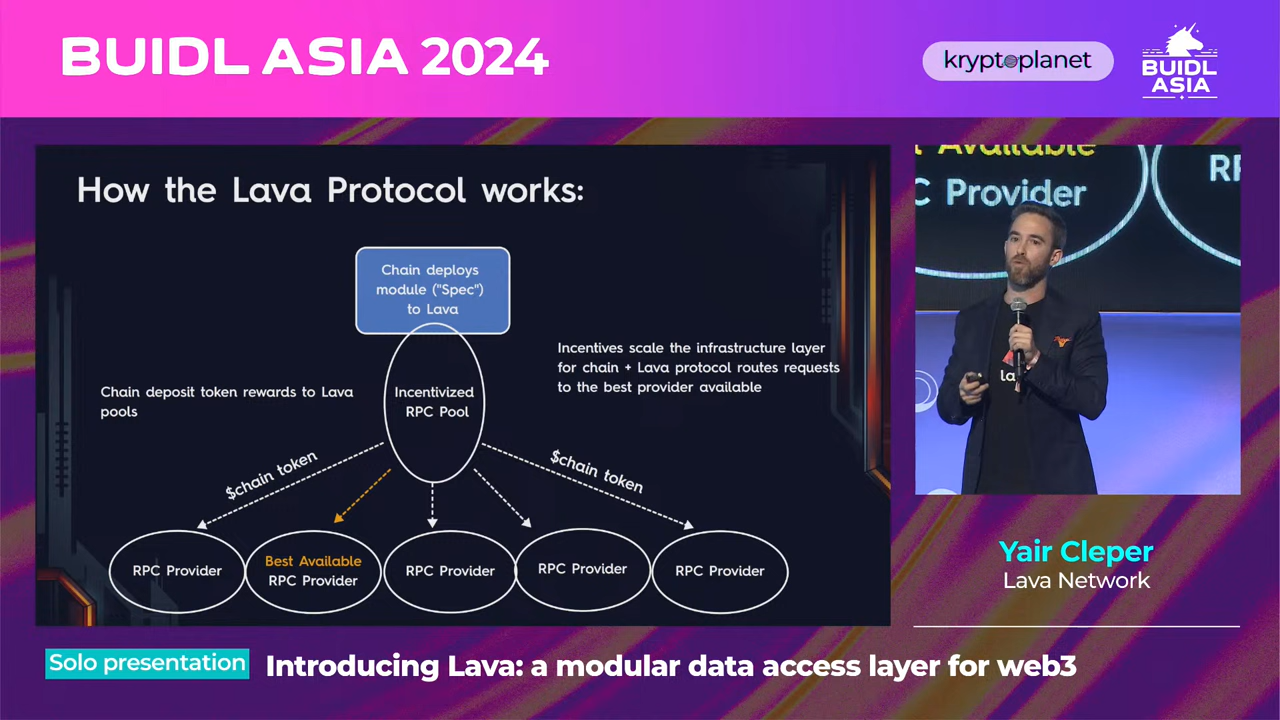 BUIDL ASIA 2024
kryptoplanet
BUIDL
ASIA
How the Lava Protocol works:
Chain deploys
module ("Spec")
to Lava
Incentives scale the infrastructure layer
for chain + Lava protocol routes requests
to the best provider available
Chain deposit token rewards to Lava
pools
Incentivized
RPC Pool
$chain token
$chain token
RPC Provider
Best Available
RPC Provider
RPC Provider
RPC Provider
RPC Provider
Available
C Provider
RP
la
Yair Cleper
Lava Network
Solo presentation
Introducing Lava: a modular data access layer for web3